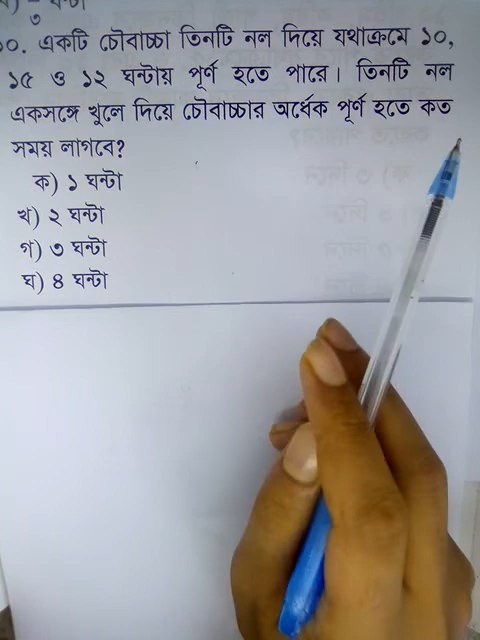 ৩
১০. একটি চৌবাচ্চা তিনটি নল দিয়ে যথাক্রমে ১০,
১৫ ও ১২ ঘন্টায় পূর্ণ হতে পারে। তিনটি নল
একসঙ্গে খুলে দিয়ে চৌবাচ্চার অর্ধেক পূর্ণ হতে কত
সময় লাগবে?
ক) ১ ঘন্টা
খ) ২ ঘন্টা
গ) ৩ ঘন্টা
ঘ) ৪ ঘন্টা